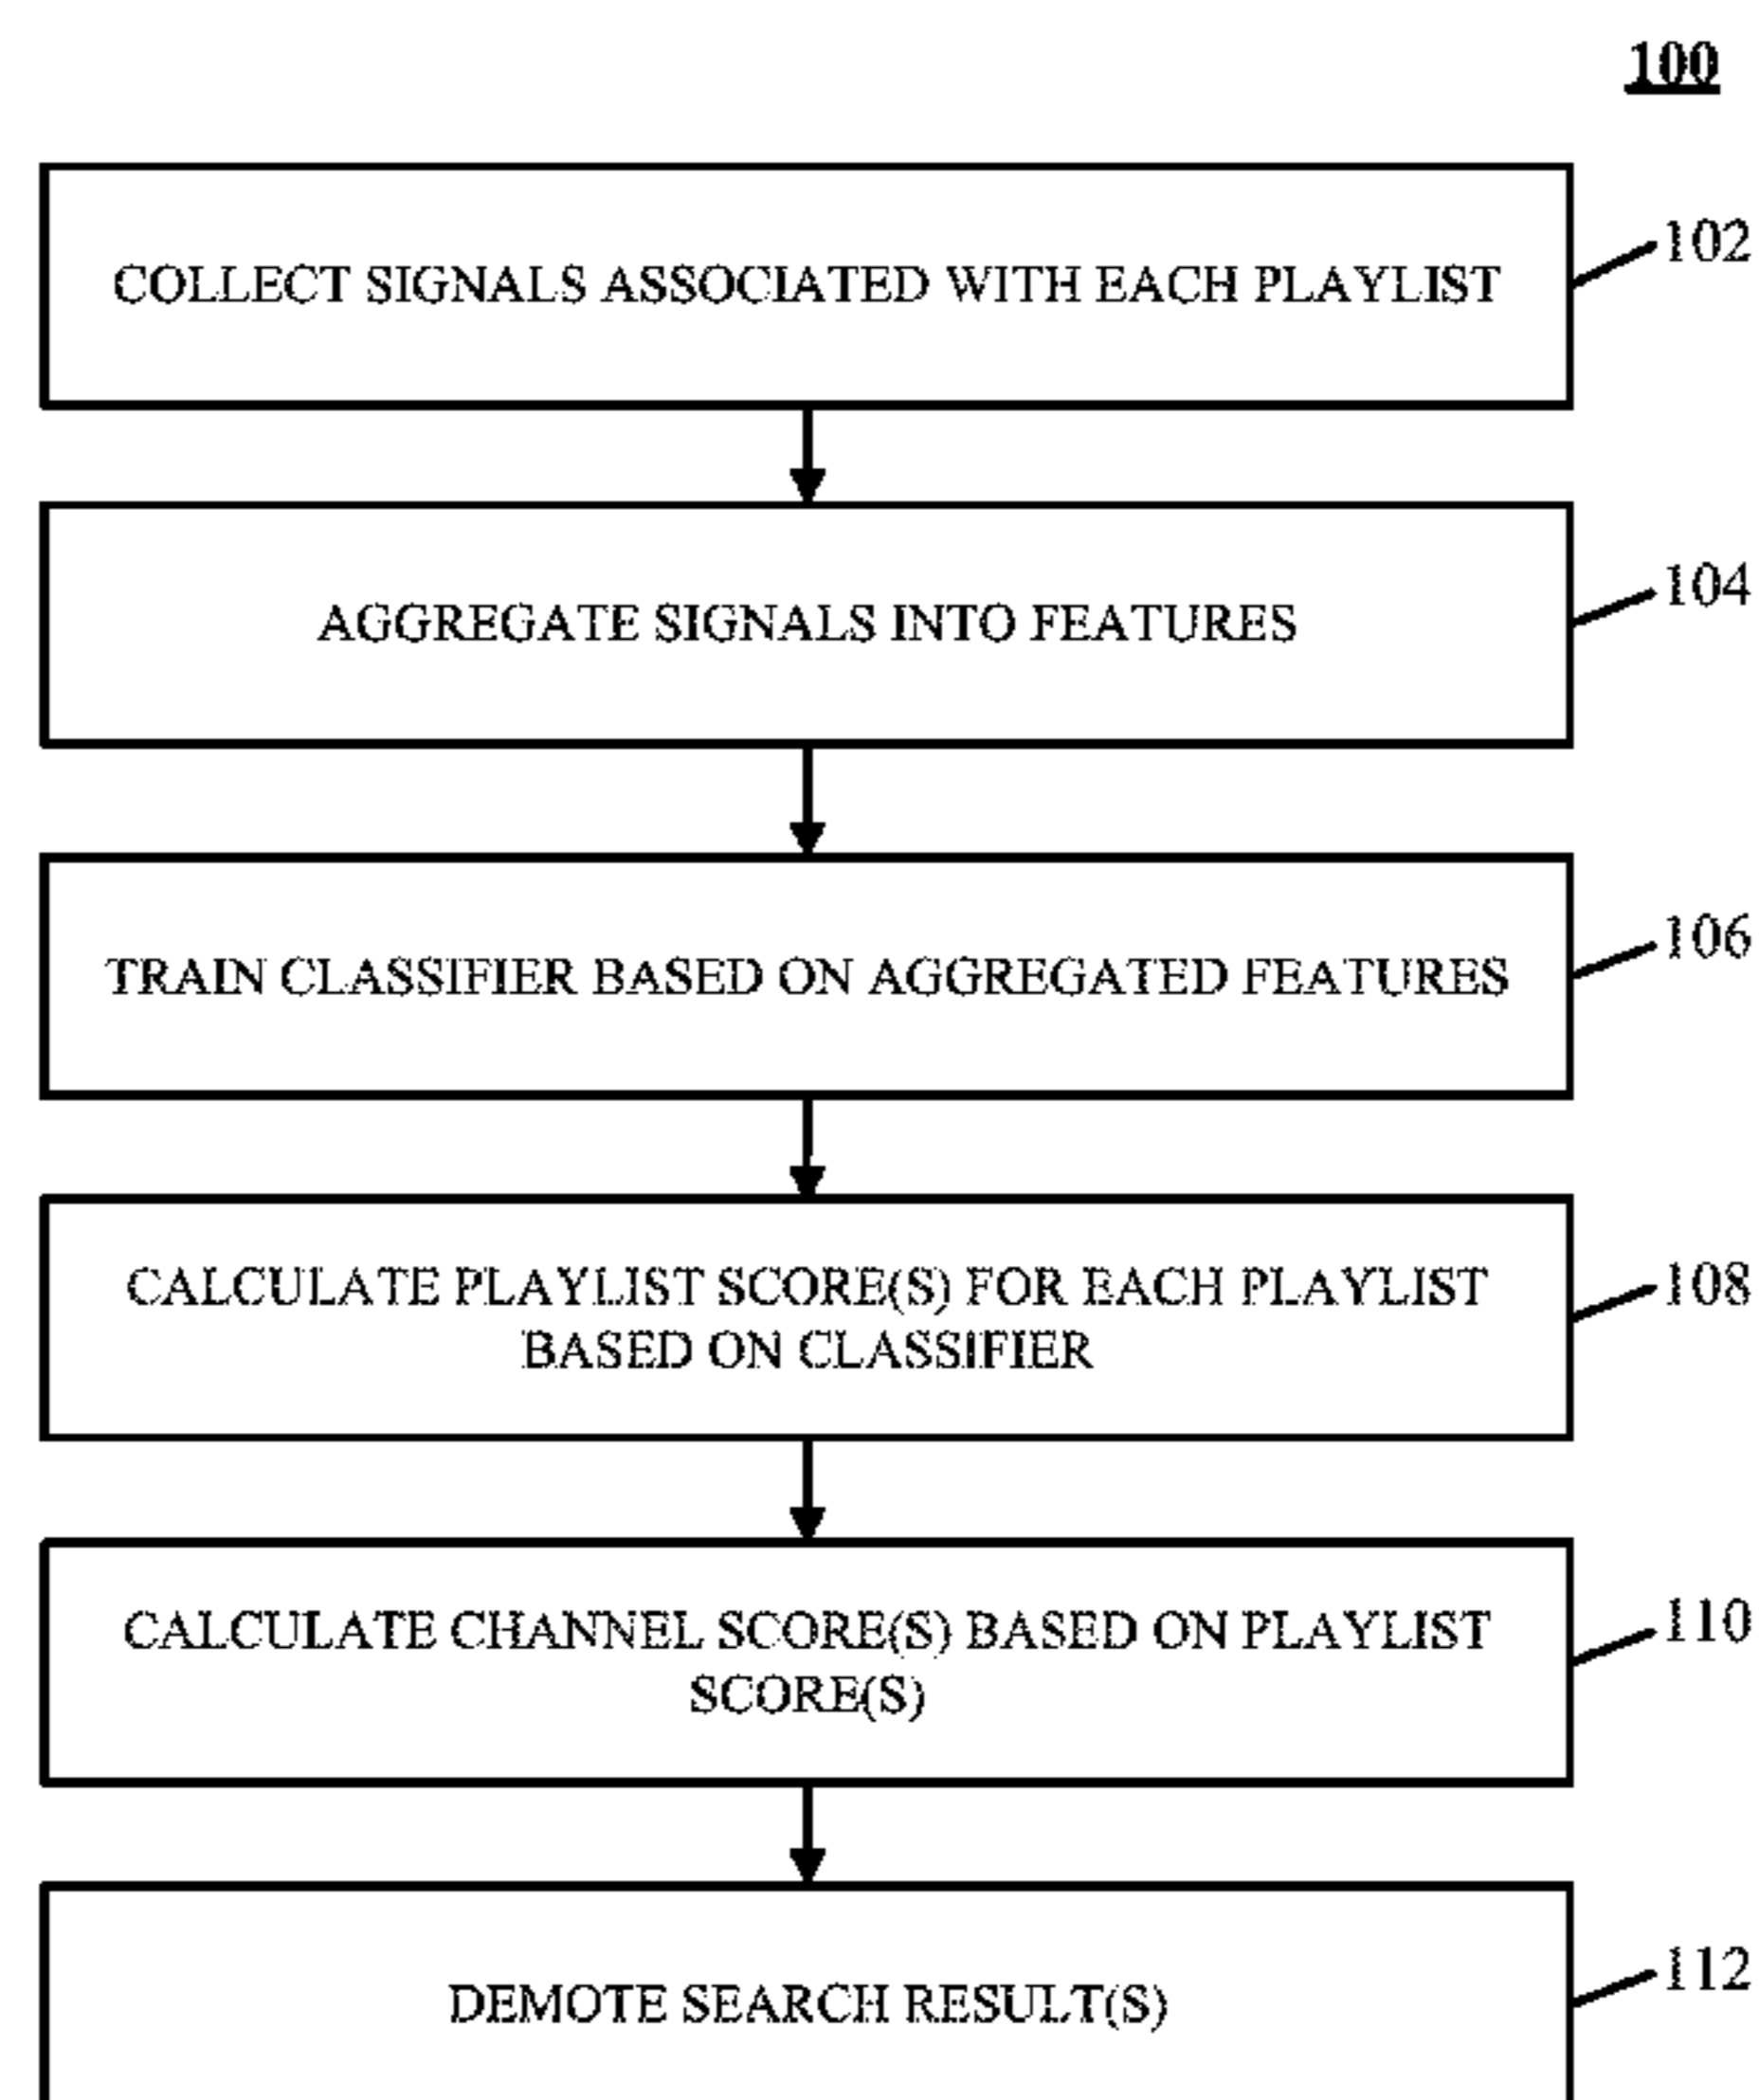 100
COLLECT SIGNALS ASSOCIATED WITH EACH PLAYLIST
102
AGGREGATE SIGNALS INTO FEATURES
104
TRAIN CLASSIFIER BASED ON AGGREGATED FEATURES
106
CALCULATE PLAYLIST SCORE(S) FOR EACH PLAYLIST
BASED ON CLASSIFIER
108
CALCULATE CHANNEL SCORE(S) BASED ON PLAYLIST
SCORE(S)
110
DEMOTE SEARCH RESULT(S)
112